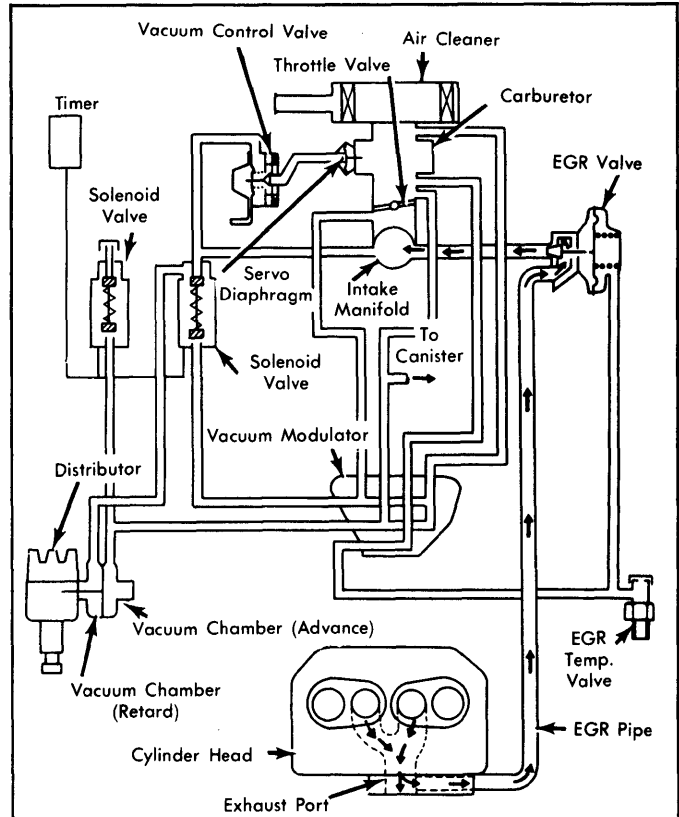 Vacuum Control Valve
Air Cleaner
Throttle Valve
Timer
Carburetor
EGR Valve
Solenoid
Valve
Servo
Diaphragm
Intake
Manifold
To
Canister
Solenoid
Valve
Vacuum Modulator
Distributor
Vacuum Chamber (Advance)
Vacuum Chamber
(Retard)
EGR
Temp.
Valve
EGR Pipe
Cylinder Head
Exhaust Port